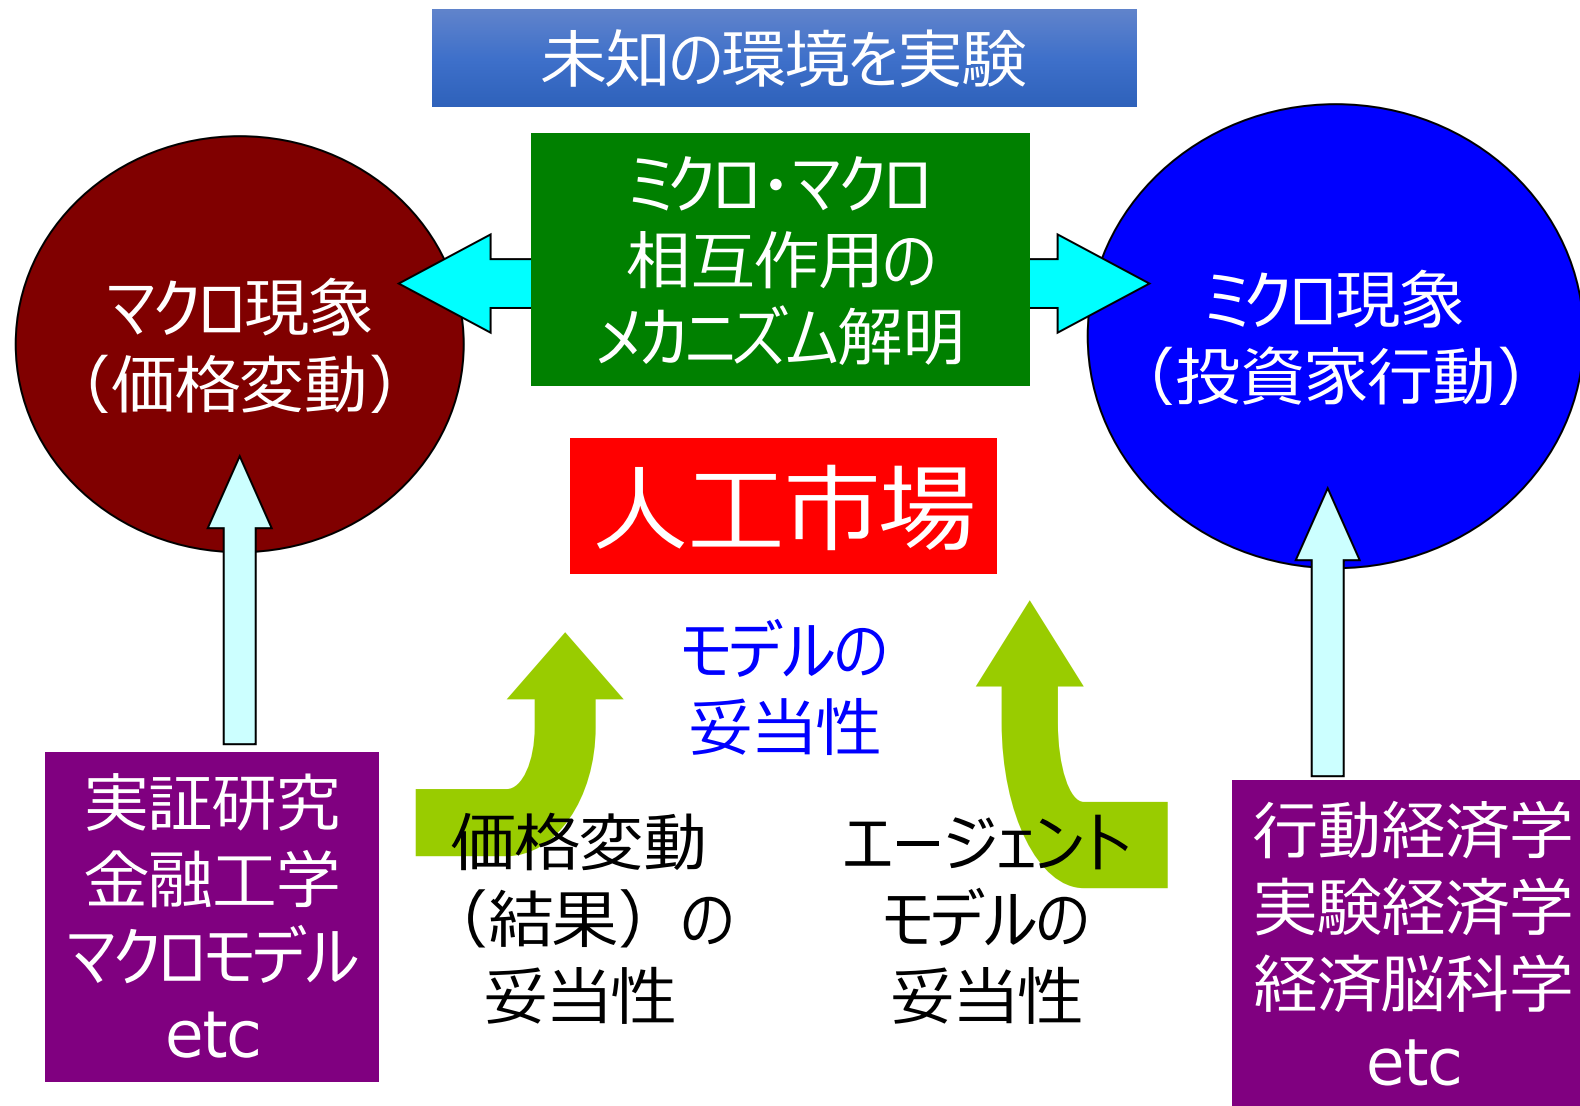 未知の環境を実験
ミクロ・マクロ
相互作用の
メカニズム解明
マクロ現象
（価格変動）
ミクロ現象
（投資家行動）
人工市場
モデルの
妥当性
実証研究
金融工学
マクロモデル
etc
価格変動
（結果）の
妥当性
エージェント
モデルの
妥当性
行動経済学
実験経済学
経済脳科学
etc